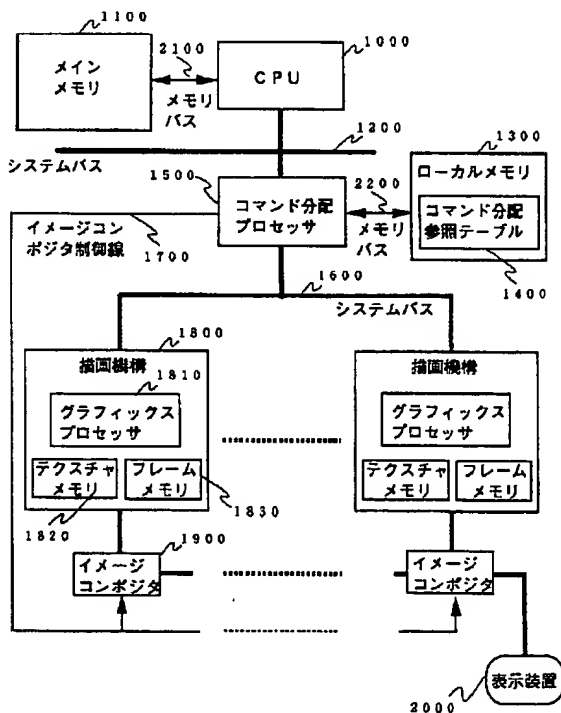 1100
メイン
メモリ
2100
メモリ
バス
1000
CPU
1200
システムバス
1300
ローカルメモリ
コマンド分配
参照テーブル
1400
1500
コマンド分配
プロセッサ
2200
メモリ
バス
イメージコン
ポジタ制御線
1700
1600
システムバス
1800
描画機構
1810
グラフィックス
プロセッサ
テクスチャ
メモリ
フレーム
メモリ
1820
1830
描画機構
グラフィックス
プロセッサ
テクスチャ
メモリ
フレーム
メモリ
1900
イメージ
コンポジタ
イメージ
コンポジタ
表示装置
2000